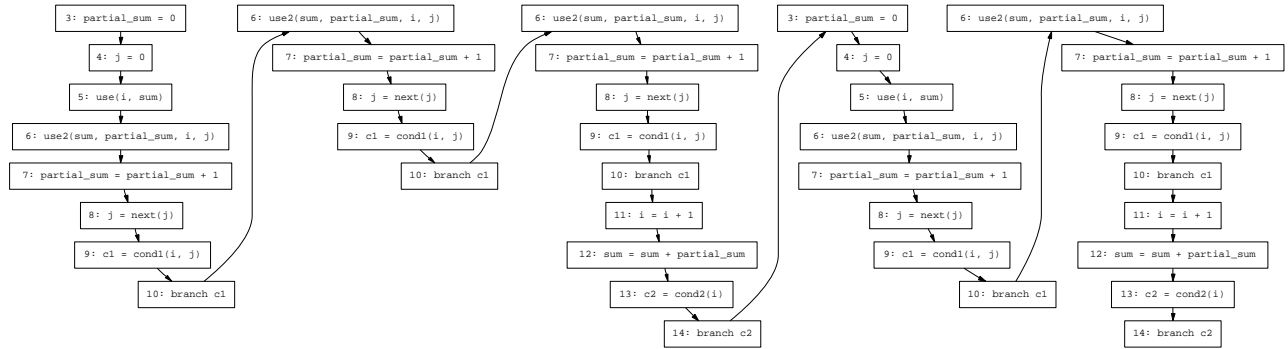 3: partial_sum = 0
4: j = 0
5: use(i, sum)
6: use2(sum, partial_sum, i, j)
7: partial_sum = partial_sum + 1
8: j = next(j)
9: c1 = cond1(i, j)
10: branch c1
6: use2(sum, partial_sum, i, j)
7: partial_sum = partial_sum + 1
8: j = next(j)
9: c1 = cond1(i, j)
10: branch c1
6: use2(sum, partial_sum, i, j)
7: partial_sum = partial_sum + 1
8: j = next(j)
9: c1 = cond1(i, j)
10: branch c1
11: i = i + 1
12: sum = sum + partial_sum
13: c2 = cond2(i)
14: branch c2
3: partial_sum = 0
4: j = 0
5: use(i, sum)
6: use2(sum, partial_sum, i, j)
7: partial_sum = partial_sum + 1
8: j = next(j)
9: c1 = cond1(i, j)
10: branch c1
6: use2(sum, partial_sum, i, j)
7: partial_sum = partial_sum + 1
8: j = next(j)
9: c1 = cond1(i, j)
10: branch c1
11: i = i + 1
12: sum = sum + partial_sum
13: c2 = cond2(i)
14: branch c2